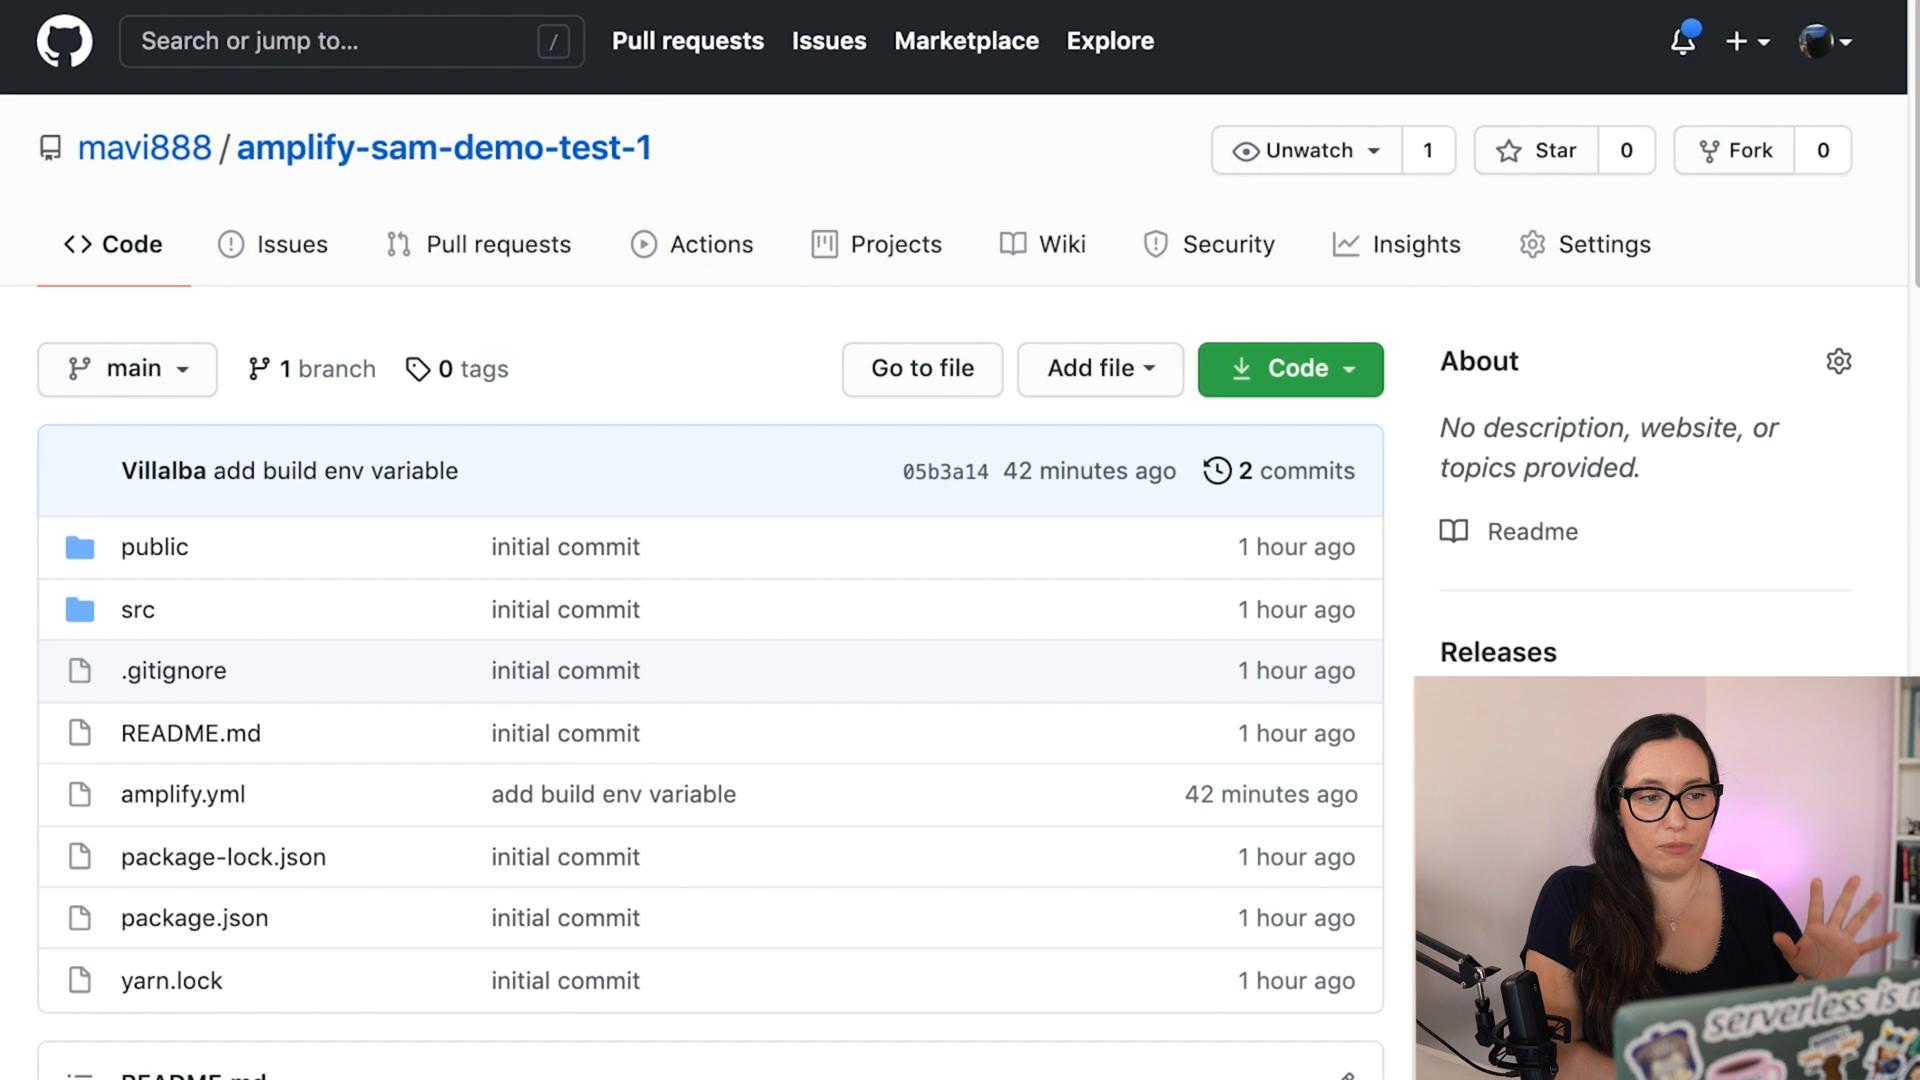 Search or jump to... /
Pull requests Issues Marketplace Explore
mavi888 / amplify-sam-demo-test-1
Unwatch 1 Star 0 Fork 0
Code Issues Pull requests Actions Projects Wiki Security Insights Settings
main 1 branch 0 tags Go to file Add file Code
Villalba add build env variable 05b3a14 42 minutes ago 2 commits
public initial commit 1 hour ago
src initial commit 1 hour ago
.gitignore initial commit 1 hour ago
README.md initial commit 1 hour ago
amplify.yml add build env variable 42 minutes ago
package-lock.json initial commit 1 hour ago
package.json initial commit 1 hour ago
yarn.lock initial commit 1 hour ago
README.md
About
No description, website, or
topics provided.
Readme
Releases
serverless is